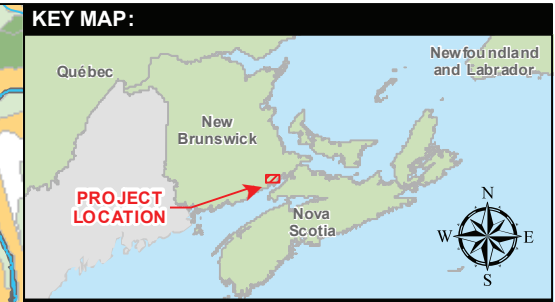 KEY MAP:
Newfoundland
and Labrador
Québec
New
Brunswick
PROJECT
LOCATION
Nova
Scotia
N
W
E
S